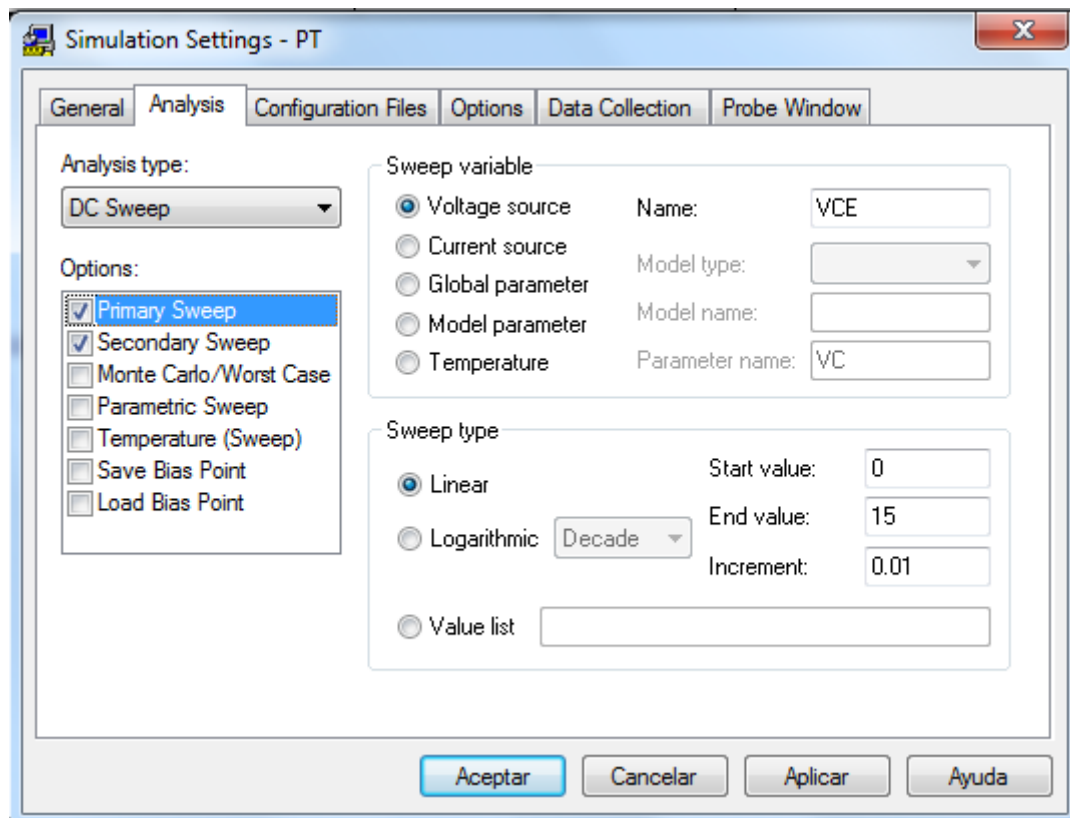 Simulation Settings - PT
General Analysis Configuration Files Options Data Collection Probe Window
Analysis type:
DC Sweep
Options:
Primary Sweep
Secondary Sweep
Monte Carlo/Worst Case
Parametric Sweep
Temperature (Sweep)
Save Bias Point
Load Bias Point
Sweep variable
Voltage source
Current source
Global parameter
Model parameter
Temperature
Name: VCE
Model type:
Model name:
Parameter name: VC
Sweep type
Linear
Logarithmic Decade
Value list
Start value: 0
End value: 15
Increment: 0.01
Aceptar Cancelar Aplicar Ayuda